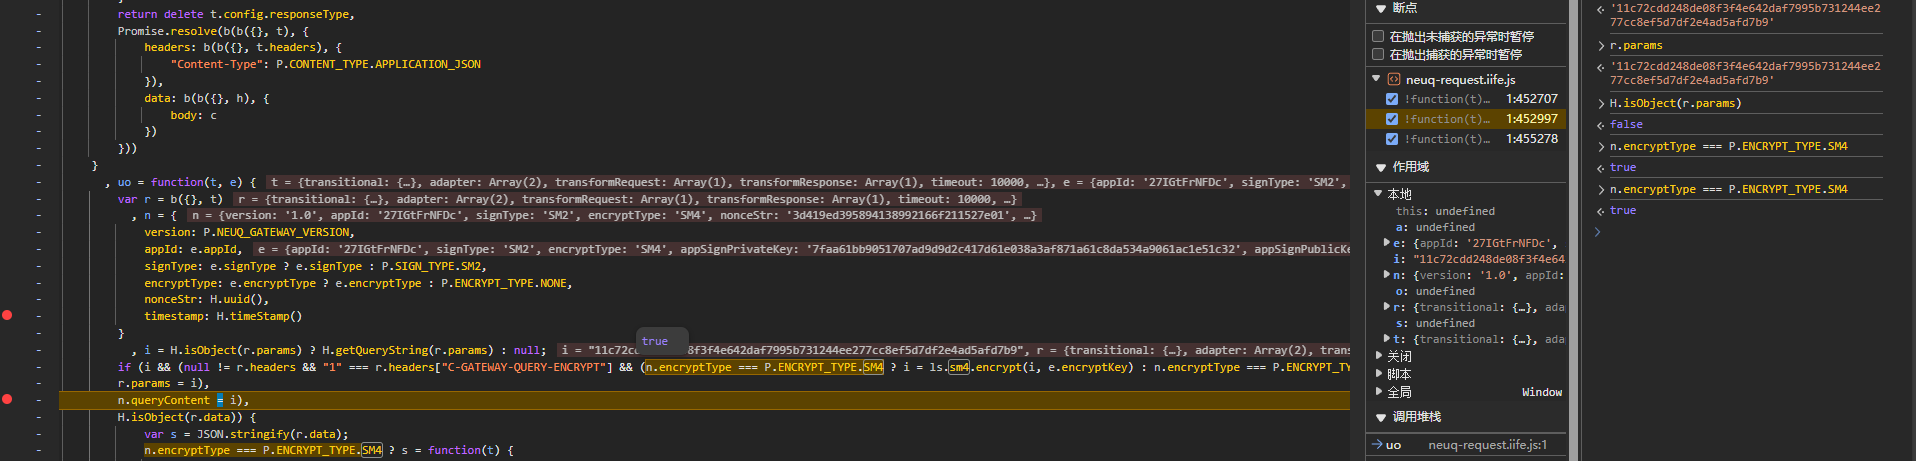 return delete t.config.responseType,
Promise.resolve(b(b({}, t), {
headers: b(b({}, t.headers), {
"Content-Type": P.CONTENT_TYPE.APPLICATION_JSON
}),
data: b(b({}, h), {
body: c
})
}))
}
, uo = function(t, e) { t = {transitional: {…}, adapter: Array(2), transformRequest: Array(1), transformResponse: Array(1), timeout: 10000, …}, e = {appId: '27IGtFrNFDc', signType: 'SM2',
var r = b({}, t) r = {transitional: {…}, adapter: Array(2), transformRequest: Array(1), transformResponse: Array(1), timeout: 10000, …}
, n = { n = {version: '1.0', appId: '27IGtFrNFDc', signType: 'SM2', encryptType: 'SM4', nonceStr: '3d419ed395894138992166f211527e01', …}
version: P.NEUQ_GATEWAY_VERSION,
appId: e.appId, e = {appId: '27IGtFrNFDc', signType: 'SM2', encryptType: 'SM4', appSignPrivateKey: '7faa61bb9051707ad9d9d2c417d61e038a3af871a61c8da534a9061ac1e51c32', appSignPublicKe
signType: e.signType ? e.signType : P.SIGN_TYPE.SM2,
encryptType: e.encryptType ? e.encryptType : P.ENCRYPT_TYPE.NONE,
nonceStr: H.uuid(),
timestamp: H.timeStamp()
}
true
, i = H.isObject(r.params) ? H.getQueryString(r.params) : null; i = "11c72cd 8f3f4e642daf7995b731244ee277cc8ef5d7df2e4ad5afd7b9", r = {transitional: {…}, adapter: Array(2), trans
if (i && (null != r.headers && "1" === r.headers["C-GATEWAY-QUERY-ENCRYPT"] && (n.encryptType === P.ENCRYPT_TYPE.SM4 ? i = ls.sm4.encrypt(i, e.encryptKey) : n.encryptType === P.ENCRYPT_TY
r.params = i),
n.queryContent = i),
H.isObject(r.data)) {
var s = JSON.stringify(r.data);
n.encryptType === P.ENCRYPT_TYPE.SM4 ? s = function(t) {
断点
在抛出未捕获的异常时暂停
在抛出捕获的异常时暂停
neuq-request.iife.js
!function(t)… 1:452707
!function(t)… 1:452997
!function(t)… 1:455278
作用域
本地
this: undefined
a: undefined
e: {appId: '27IGtFrNFDc',
i: "11c72cdd248de08f3f4e64
n: {version: '1.0', appId:
o: undefined
r: {transitional: {…}, ada
s: undefined
t: {transitional: {…}, ada
关闭
脚本
全局 Window
调用堆栈
uo neuq-request.iife.js:1
'11c72cdd248de08f3f4e642daf7995b731244ee2
77cc8ef5d7df2e4ad5afd7b9'
r.params
'11c72cdd248de08f3f4e642daf7995b731244ee2
77cc8ef5d7df2e4ad5afd7b9'
H.isObject(r.params)
false
n.encryptType === P.ENCRYPT_TYPE.SM4
true
n.encryptType === P.ENCRYPT_TYPE.SM4
true